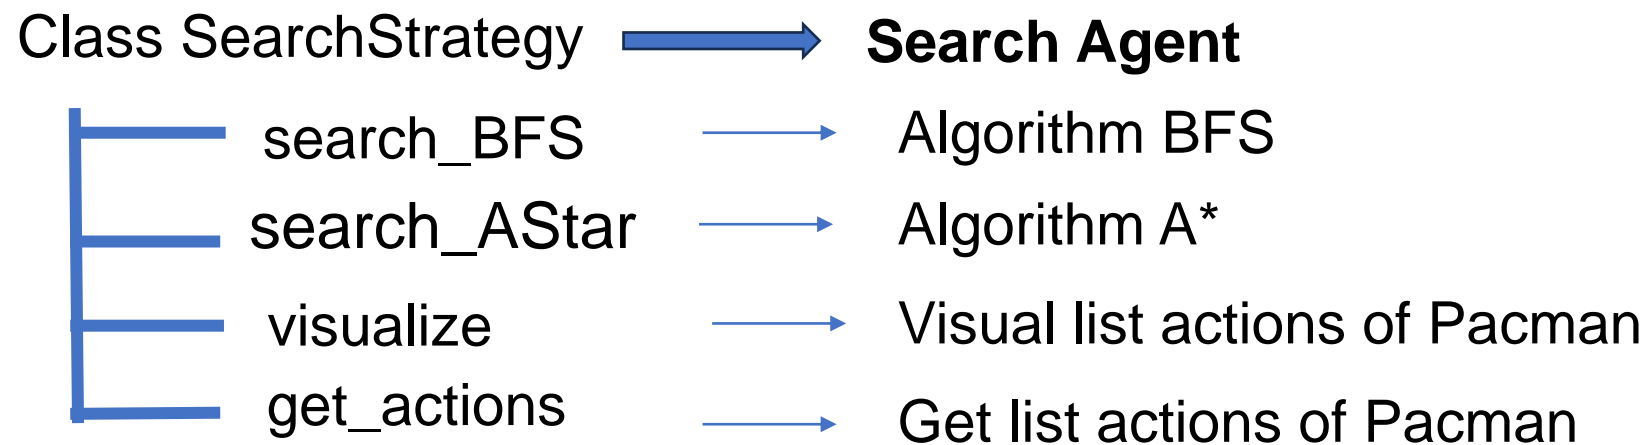 Class SearchStrategy Search Agent
search_BFS Algorithm BFS
search_AStar Algorithm A*
visualize Visual list actions of Pacman
get_actions Get list actions of Pacman